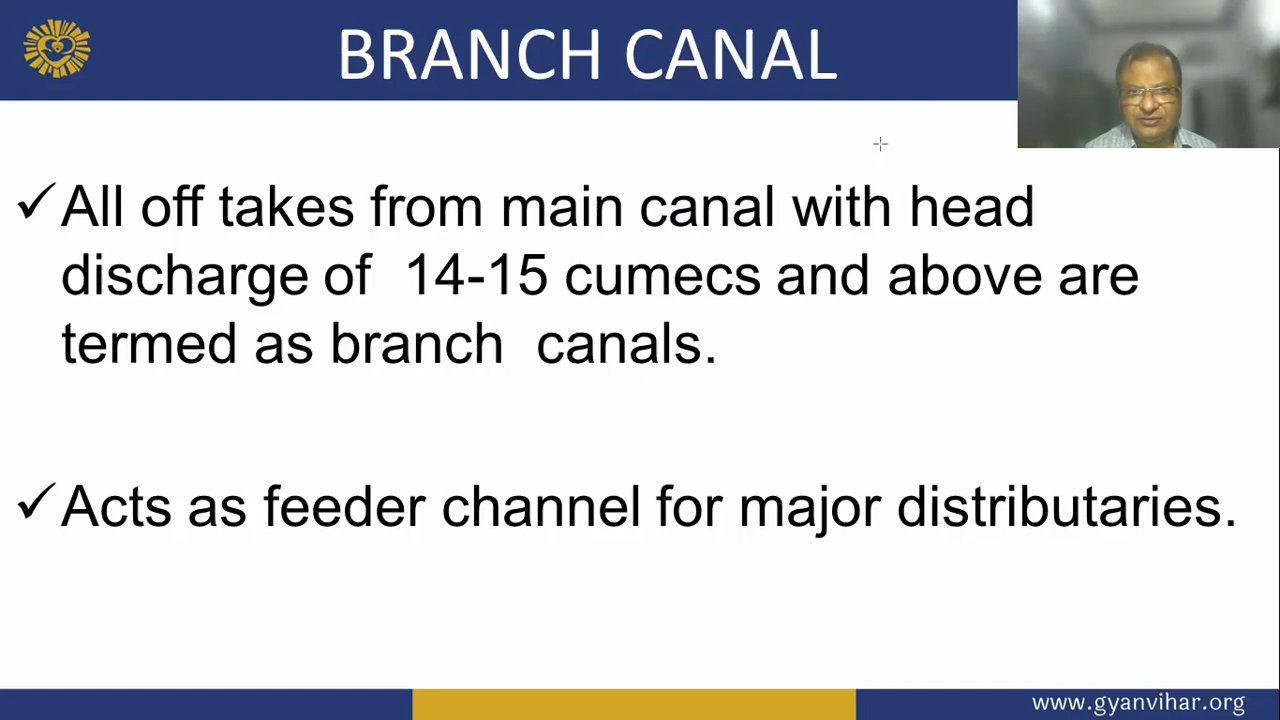 BRANCH CANAL
✓All off takes from main canal with head
discharge of 14-15 cumecs and above are
termed as branch canals.
✓Acts as feeder channel for major distributaries.
www.gyanvihar.org